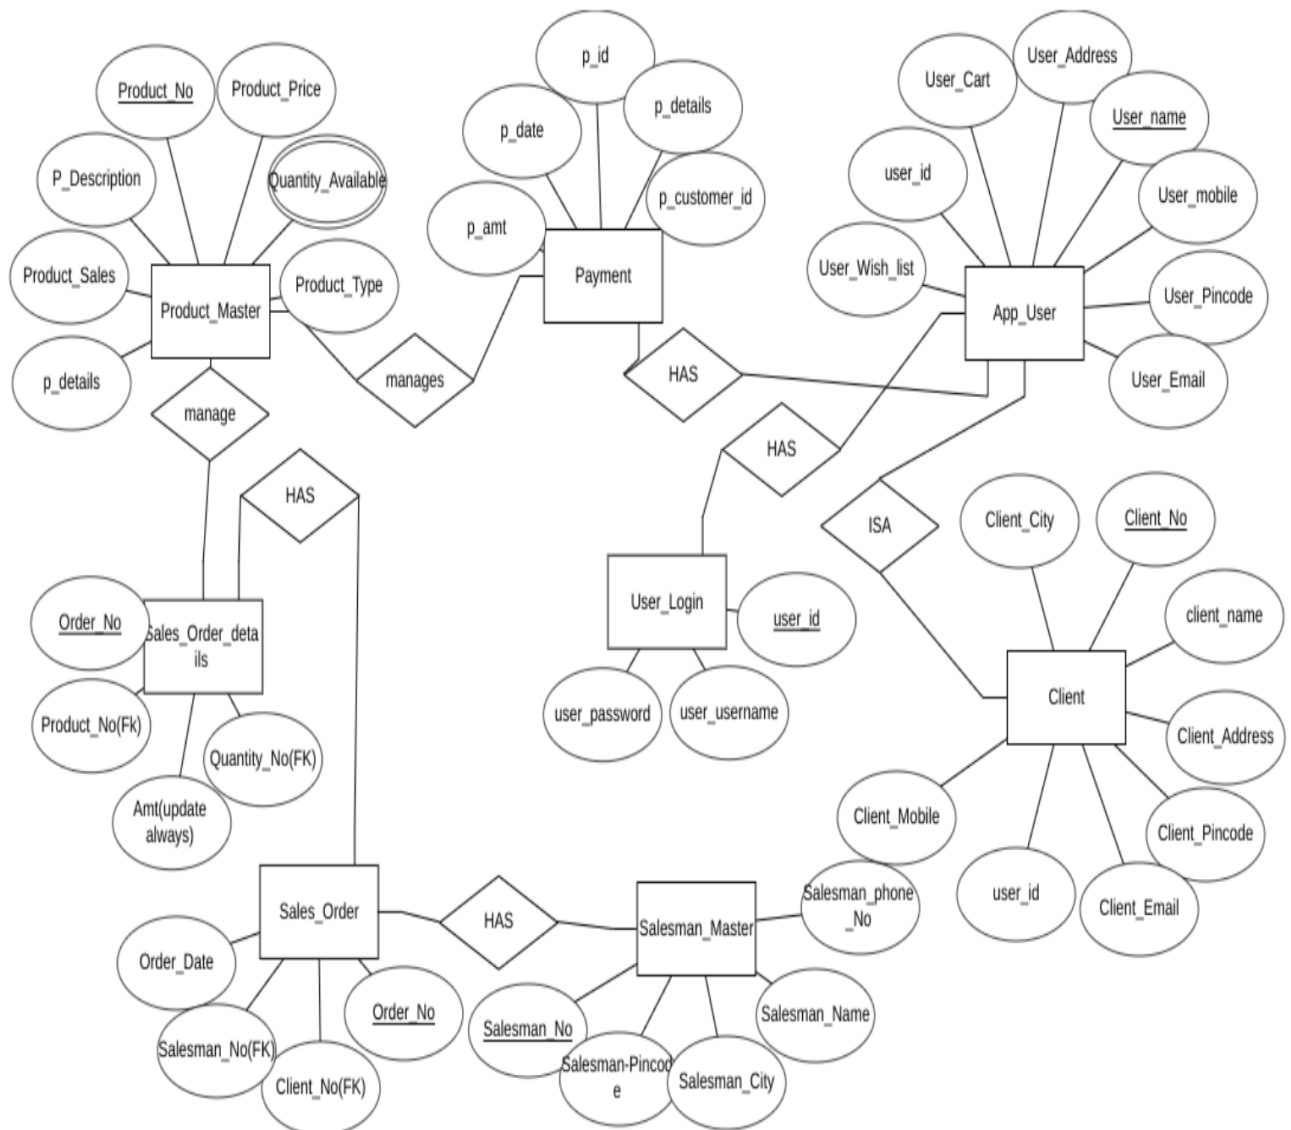 p_id
User_Address
User_Cart
Product_No
Product_Price
p_details
User_name
p_date
P_Description
Quantity_Available
user_id
p_customer_id
User_mobile
p_amt
Product_Sales
Product_Type
Product_Master
Payment
User_Wish_list
App_User
User_Pincode
p_details
manages
HAS
User_Email
manage
HAS
HAS
ISA
Client_City
Client_No
Order_No
Sales_Order_deta
ils
User_Login
user_id
client_name
Product_No(Fk)
Quantity_No(FK)
user_password
user_username
Client
Client_Address
Amt(update
always)
Client_Mobile
Client_Pincode
Sales_Order
HAS
Salesman_Master
Salesman_phone
_No
user_id
Client_Email
Order_Date
Order_No
Salesman_No
Salesman_Name
Salesman_No(FK)
Client_No(FK)
Salesman-Pincod
e
Salesman_City